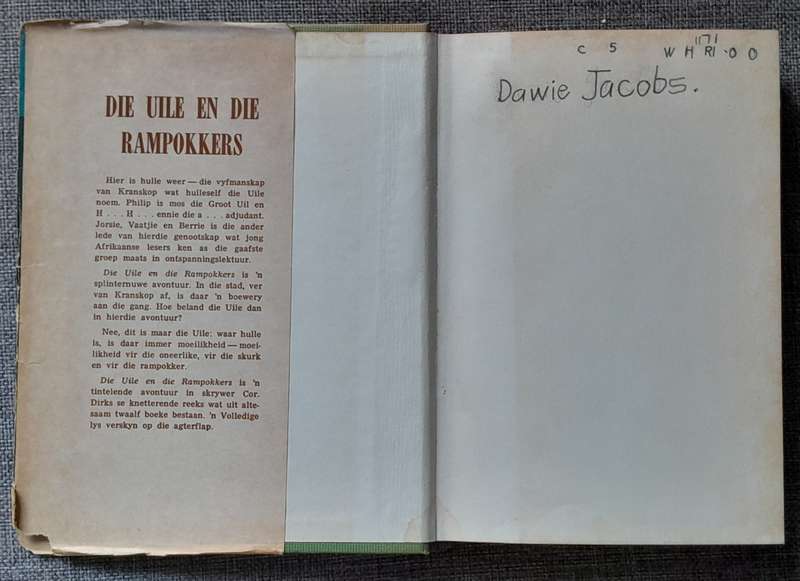 DIE UILE EN DIE
RAMPOKKERS
Hier is hulle weer — die vyfmanskap
van Kranskop wat hulleself die Uile
noem. Philip is mos die Groot Uil en
H . . . H . . . ennie die a . . . adjudant.
Jorsie, Vaatjie en Berrie is die ander
lede van hierdie genootskap wat jong
Afrikaanse lesers ken as die gaafste
groep maats in ontspanningslektuur.
Die Uile en die Rampokkers is 'n
splinternuwe avontuur. In die stad, ver
van Kranskop af, is daar 'n boewery
aan die gang. Hoe beland die Uile dan
in hierdie avontuur?
Nee, dit is maar die Uile; waar hulle
is, is daar immer moeilikheid — moei-
likheid vir die oneerlike, vir die skurk
en vir die rampokker.
Die Uile en die Rampokkers is 'n
tintelende avontuur in skrywer Cor.
Dirks se knetterende reeks wat uit alte-
saam twaalf boeke bestaan. 'n Volledige
lys verskyn op die agterflap.
C 5 W H R1·00
Dawie Jacobs.